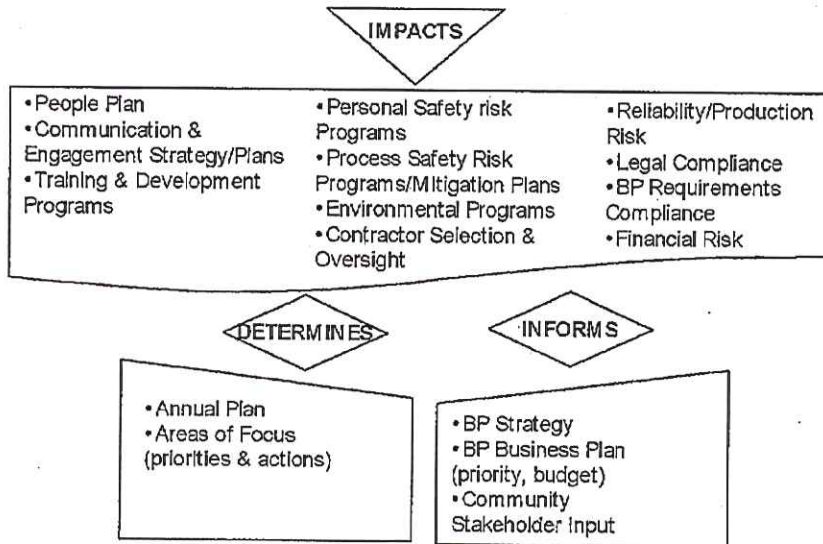 IMPACTS
•People Plan
•Communication &
Engagement Strategy/Plans
•Training & Development
Programs
•Personal Safety risk
Programs
•Process Safety Risk
Programs/Mitigation Plans
•Environmental Programs
•Contractor Selection &
Oversight
•Reliability/Production
Risk
•Legal Compliance
•BP Requirements
Compliance
•Financial Risk
DETERMINES
INFORMS
•Annual Plan
•Areas of Focus
(priorities & actions)
•BP Strategy
•BP Business Plan
(priority, budget)
•Community
Stakeholder Input